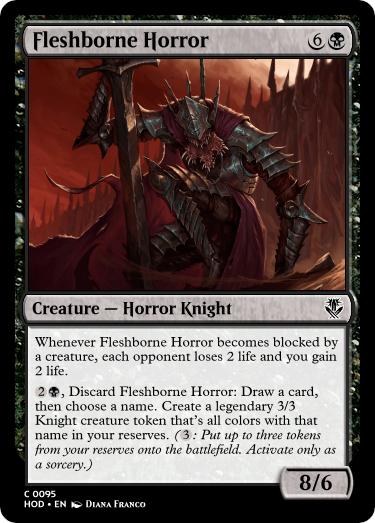 Fleshborne Horror 6
Creature — Horror Knight
Whenever Fleshborne Horror becomes blocked by
a creature, each opponent loses 2 life and you gain
2 life.
2, Discard Fleshborne Horror: Draw a card,
then choose a name. Create a legendary 3/3
Knight creature token that's all colors with that
name in your reserves. (3: Put up to three tokens
from your reserves onto the battlefield. Activate only as
a sorcery.)
8/6
C 0095
HOD • EN Diana Franco